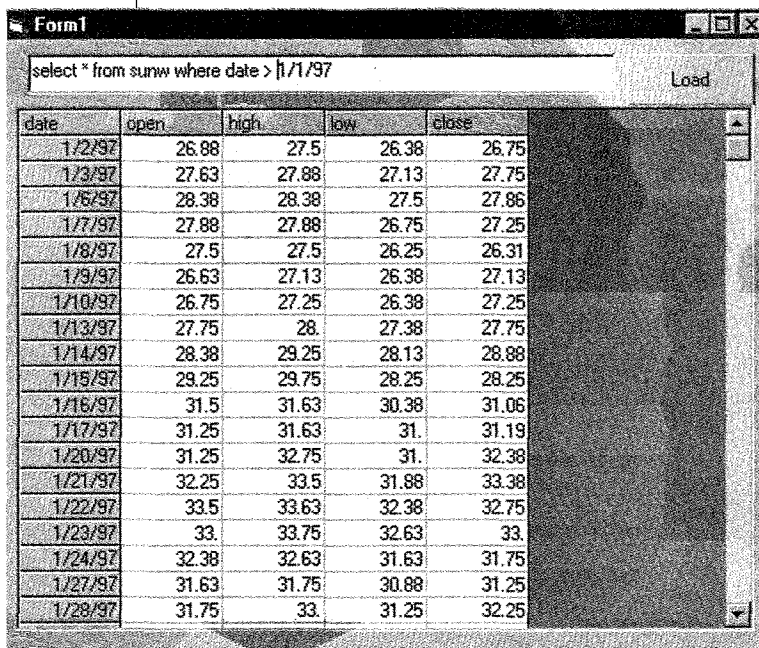 Form1
select * from sunw where date > 1/1/97
Load
date open high low close
1/2/97 26.88 27.5 26.38 26.75
1/3/97 27.63 27.88 27.13 27.75
1/6/97 28.38 28.38 27.5 27.86
1/7/97 27.88 27.88 26.75 27.25
1/8/97 27.5 27.5 26.25 26.31
1/9/97 26.63 27.13 26.38 27.13
1/10/97 26.75 27.25 26.38 27.25
1/13/97 27.75 28. 27.38 27.75
1/14/97 28.38 29.25 28.13 28.88
1/15/97 29.25 29.75 28.25 28.25
1/16/97 31.5 31.63 30.38 31.06
1/17/97 31.25 31.63 31. 31.19
1/20/97 31.25 32.75 31. 32.38
1/21/97 32.25 33.5 31.88 33.38
1/22/97 33.5 33.63 32.38 32.75
1/23/97 33. 33.75 32.63 33.
1/24/97 32.38 32.63 31.63 31.75
1/27/97 31.63 31.75 30.88 31.25
1/28/97 31.75 33. 31.25 32.25